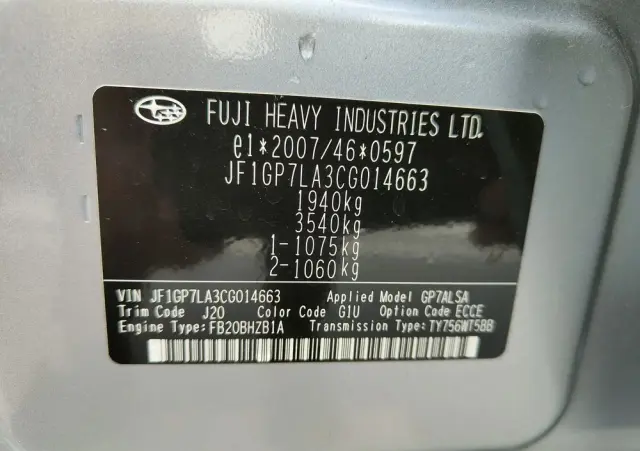 FUJI HEAVY INDUSTRIES LTD.
e1*2007/46*0597
JF1GP7LA3CG014663
1940kg
3540kg
1-1075kg
2-1060kg
VIN JF1GP7LA3CG014663 Applied Model GP7ALSA
Trim Code J20 Color Code G1U Option Code ECCE
Engine Type:FB20BHZB1A Transmission Type:TY756WT5BB